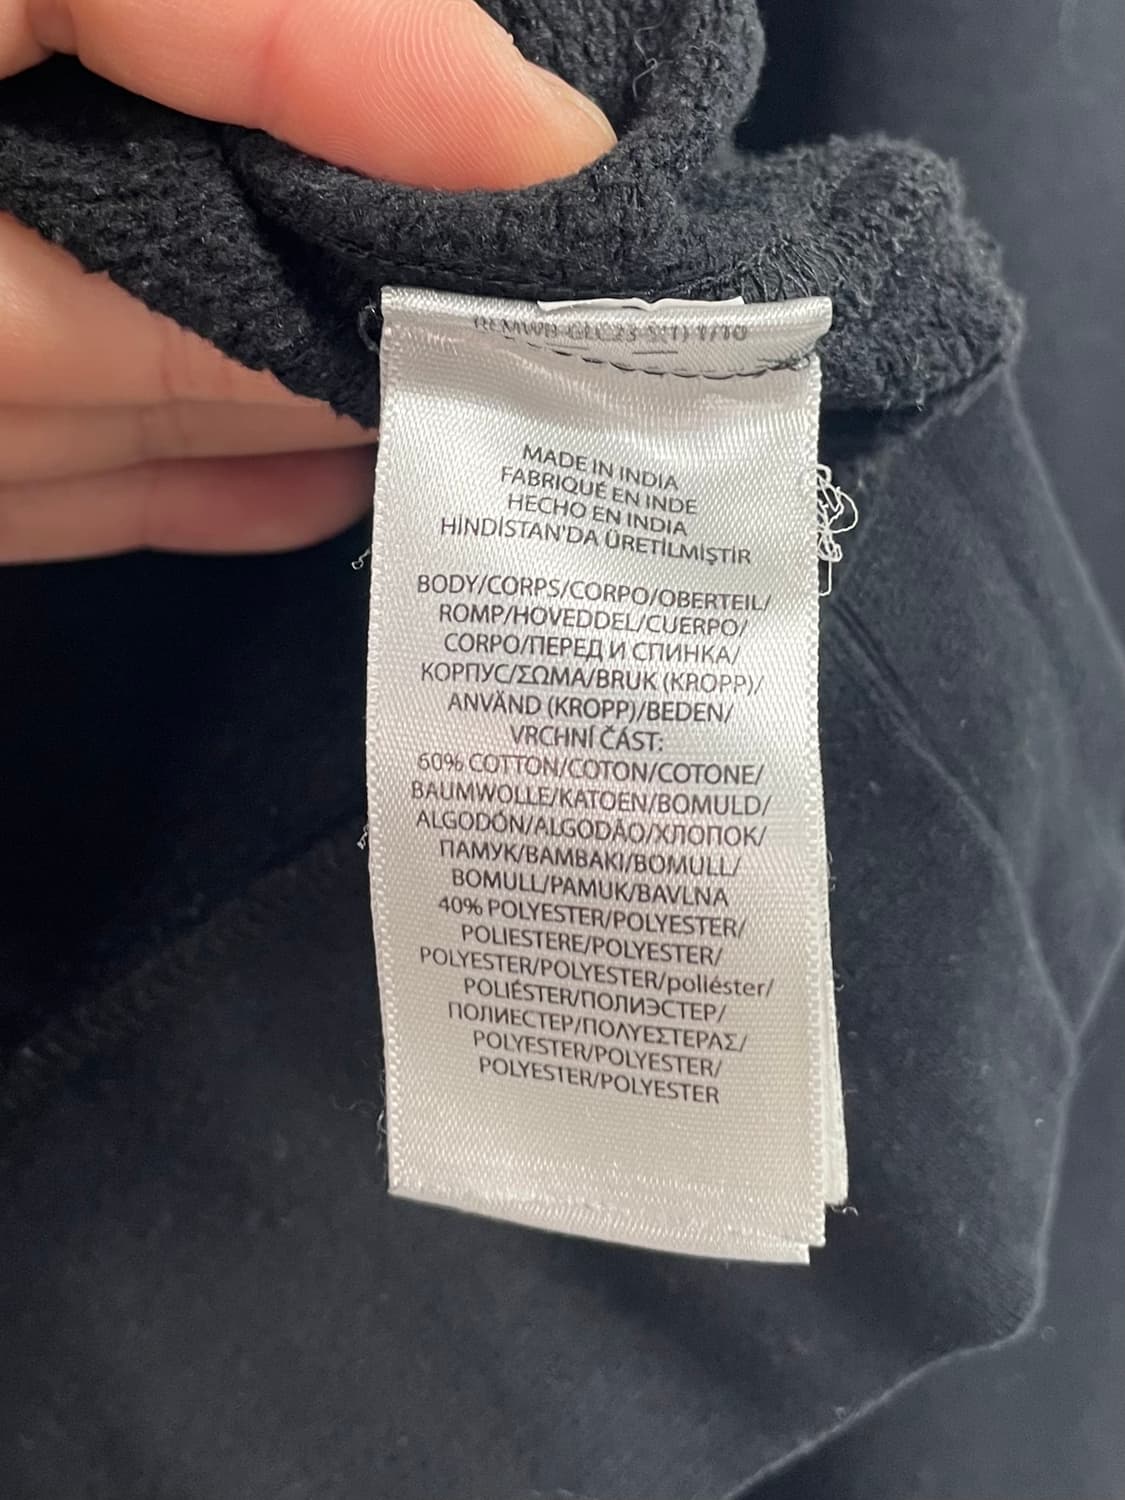 1/10
MADE IN INDIA
FABRIQUÉ EN INDE
HECHO EN INDIA
HİNDİSTAN'DA ÜRETİLMİŞTİR
BODY/CORPS/CORPO/OBERTEIL/
ROMP/HOVEDDEL/CUERPO/
CORPO/ПЕРЕД И СПИНКА/
КОРПУС/ΣΩΜΑ/BRUK (KROPP)/
ANVÄND (KROPP)/BEDEN/
VRCHNÍ ČÁST:
60% COTTON/COTON/COTONE/
BAUMWOLLE/KATOEN/BOMULD/
ALGODÓN/ALGODÃO/ХЛОПОК/
ПАМУК/BAMBAKI/BOMULL/
BOMULL/PAMUK/BAVLNA
40% POLYESTER/POLYESTER/
POLIESTERE/POLYESTER/
POLYESTER/POLYESTER/poliéster/
POLIÉSTER/ПОЛИЭСТЕР/
ПОЛИЕСТЕР/ΠΟΛΥΕΣΤΕΡΑΣ/
POLYESTER/POLYESTER/
POLYESTER/POLYESTER